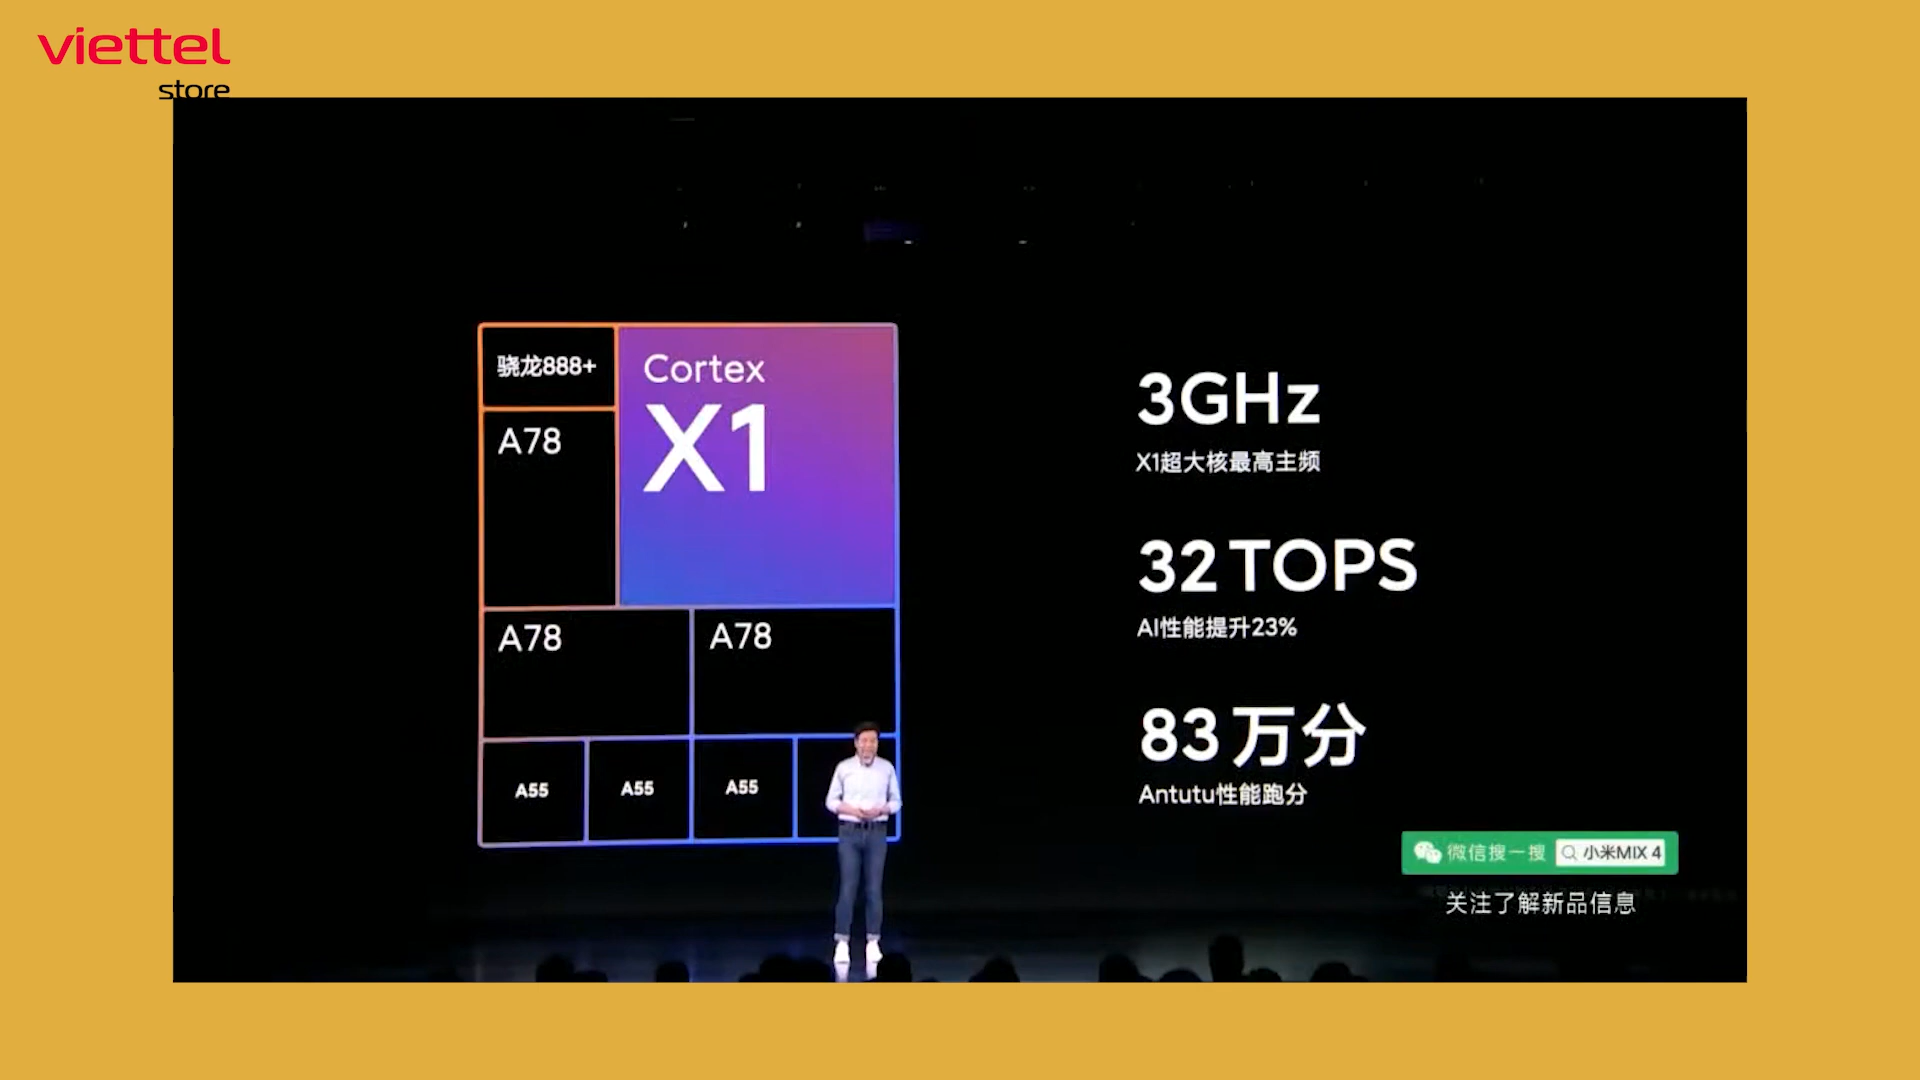 viettel
store
骁龙888+
Cortex
X1
A78
A78
A78
A55
A55
A55
3GHz
X1超大核最高主频
32 TOPS
AI性能提升23%
83 万分
Antutu性能跑分
微信搜一搜 小米MIX 4
关注了解新品信息